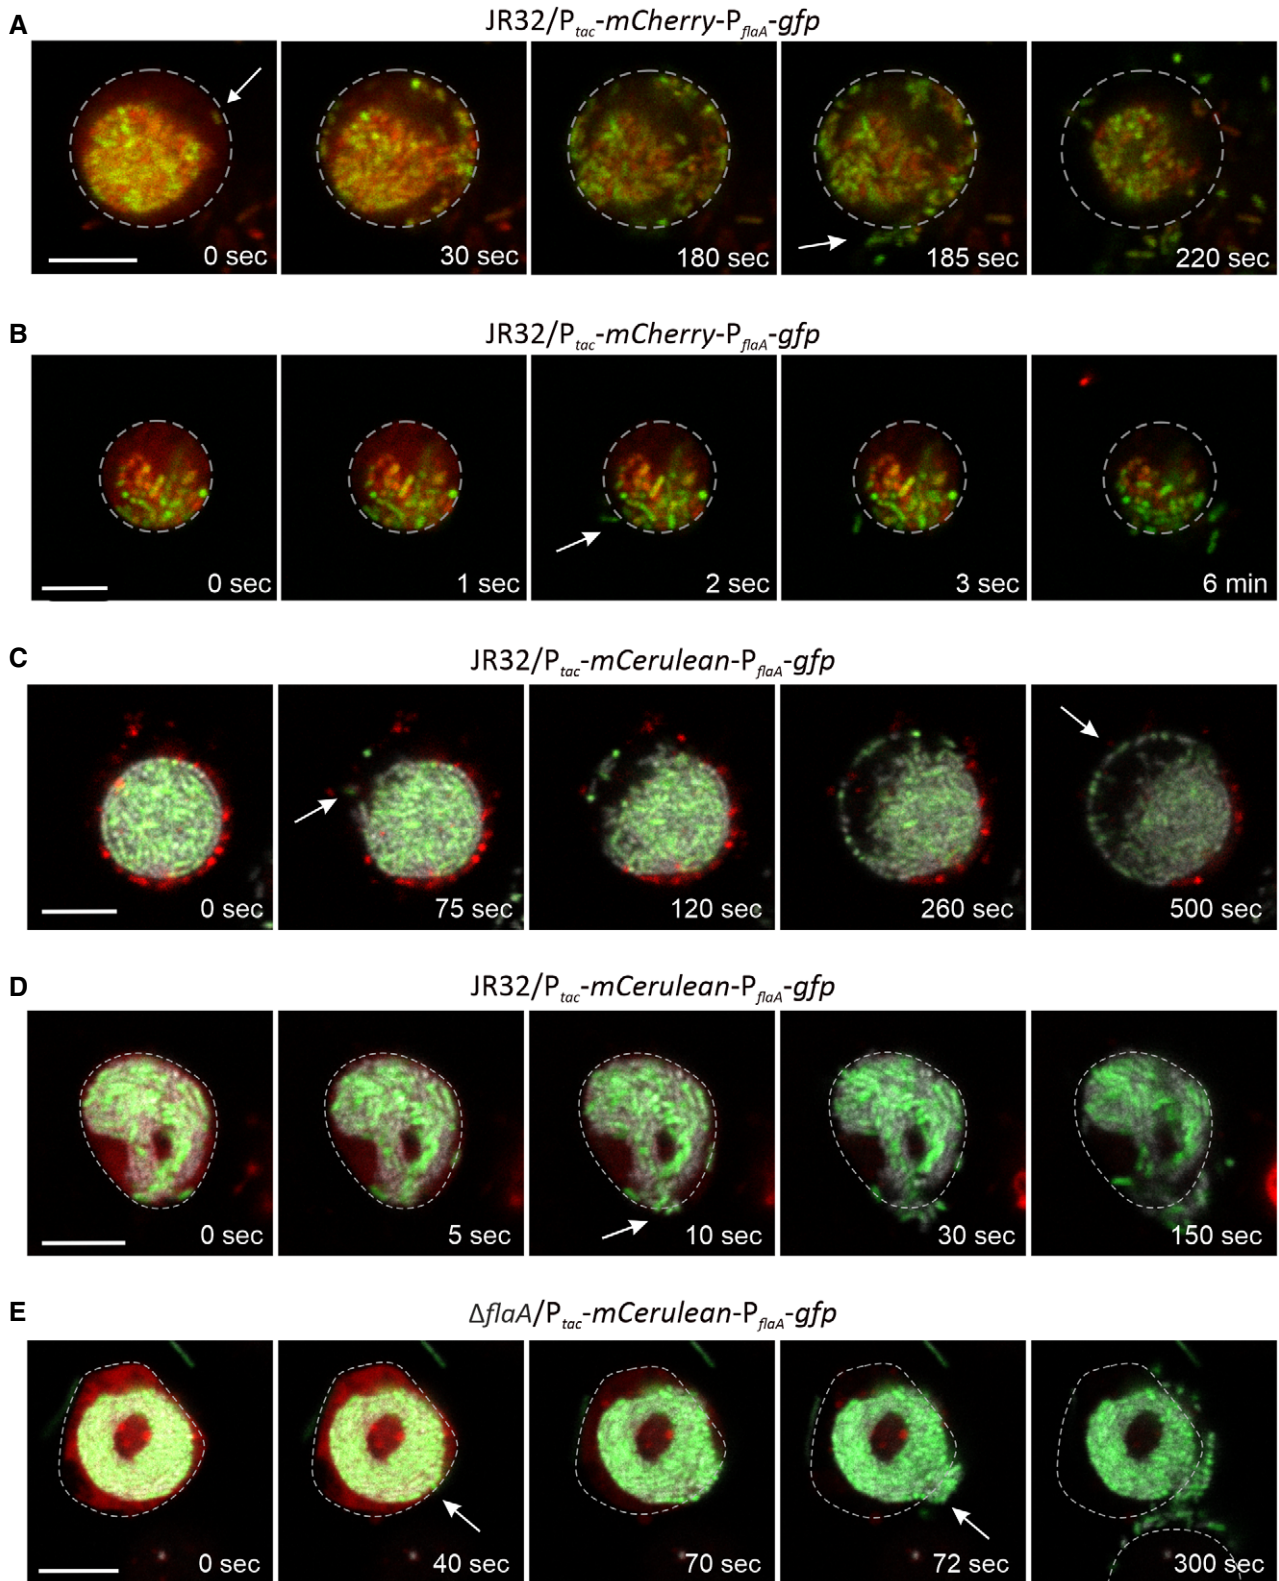 A
JR32/Ptac-mCherry-PflaA-gfp
0 sec 30 sec 180 sec 185 sec 220 sec
B
JR32/Ptac-mCherry-PflaA-gfp
0 sec 1 sec 2 sec 3 sec 6 min
C
JR32/Ptac-mCerulean-PflaA-gfp
0 sec 75 sec 120 sec 260 sec 500 sec
D
JR32/Ptac-mCerulean-PflaA-gfp
0 sec 5 sec 10 sec 30 sec 150 sec
E
ΔflaA/Ptac-mCerulean-PflaA-gfp
0 sec 40 sec 70 sec 72 sec 300 sec